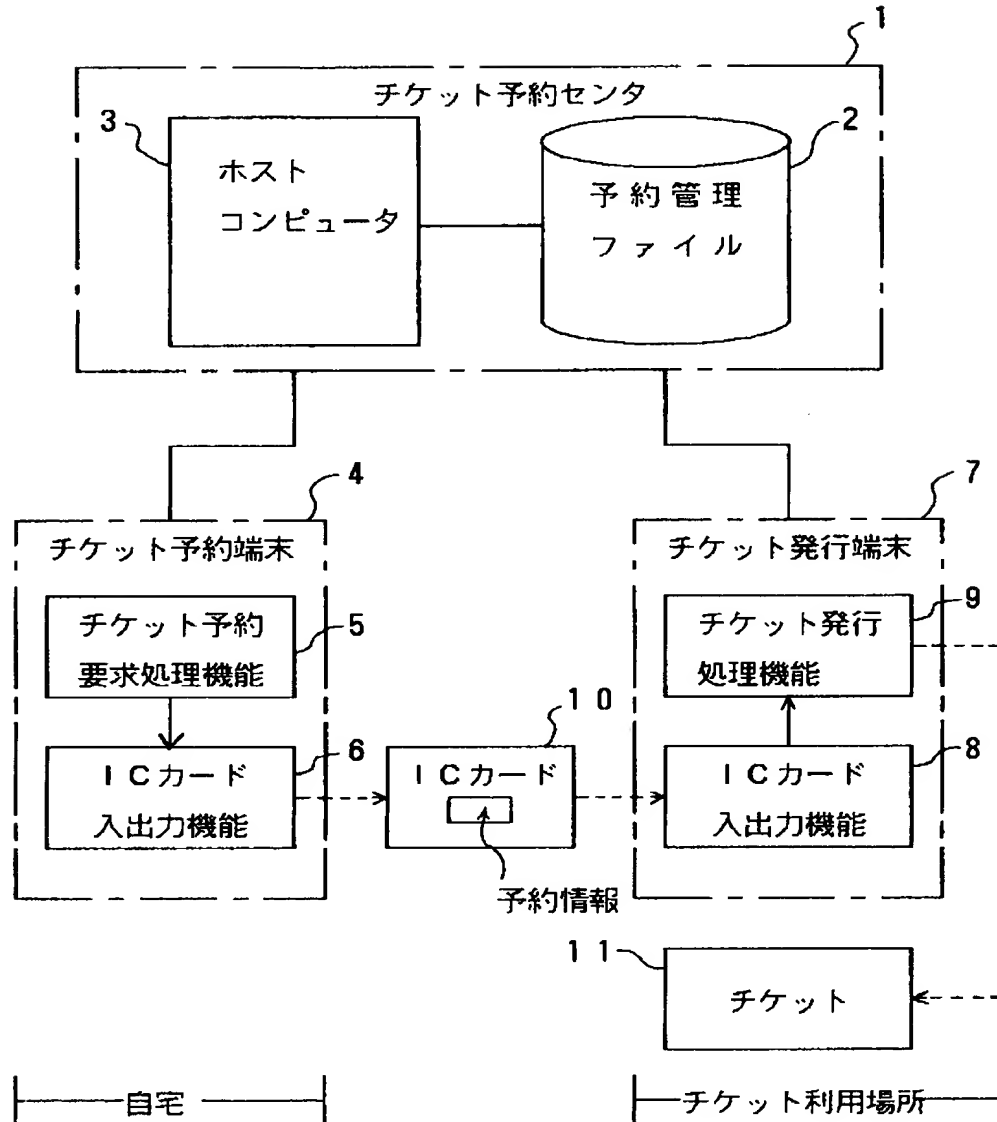 1
チケット予約センタ
3
ホスト
コンピュータ
2
予約管理
ファイル
4
チケット予約端末
チケット予約
要求処理機能
5
ICカード
入出力機能
6
10
ICカード
予約情報
7
チケット発行端末
チケット発行
処理機能
9
ICカード
入出力機能
8
11
チケット
自宅
チケット利用場所